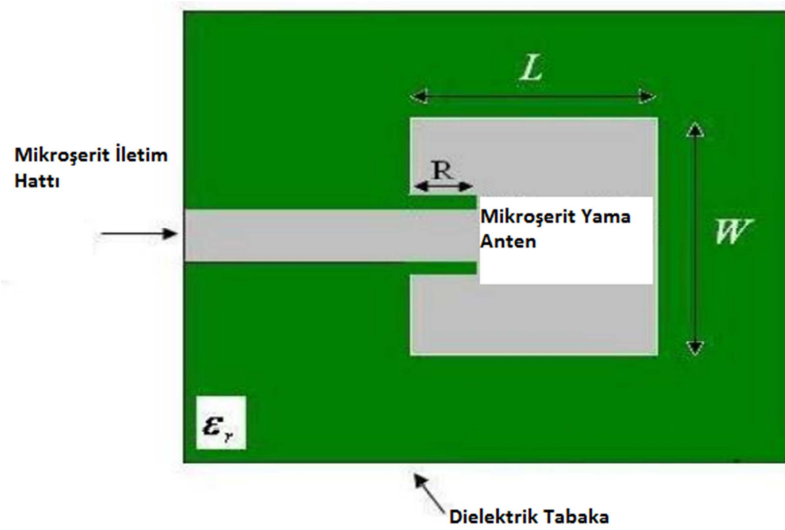 L
Mikroşerit İletim
Hattı
R
Mikroşerit Yama
Anten
W
εr
Dielektrik Tabaka